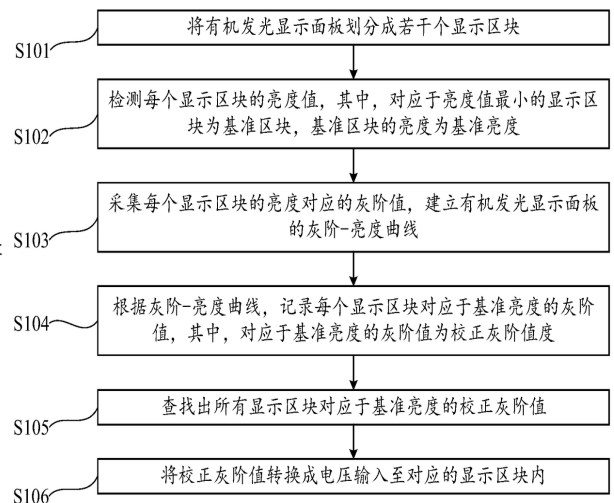 将有机发光显示面板划分成若干个显示区块
S101
检测每个显示区块的亮度值，其中，对应于亮度值最小的显示区
块为基准区块，基准区块的亮度为基准亮度
S102
采集每个显示区块的亮度对应的灰阶值，建立有机发光显示面板
的灰阶-亮度曲线
S103
根据灰阶-亮度曲线，记录每个显示区块对应于基准亮度的灰阶
值，其中，对应于基准亮度的灰阶值为校正灰阶值度
S104
查找出所有显示区块对应于基准亮度的校正灰阶值
S105
将校正灰阶值转换成电压输入至对应的显示区块内
S106